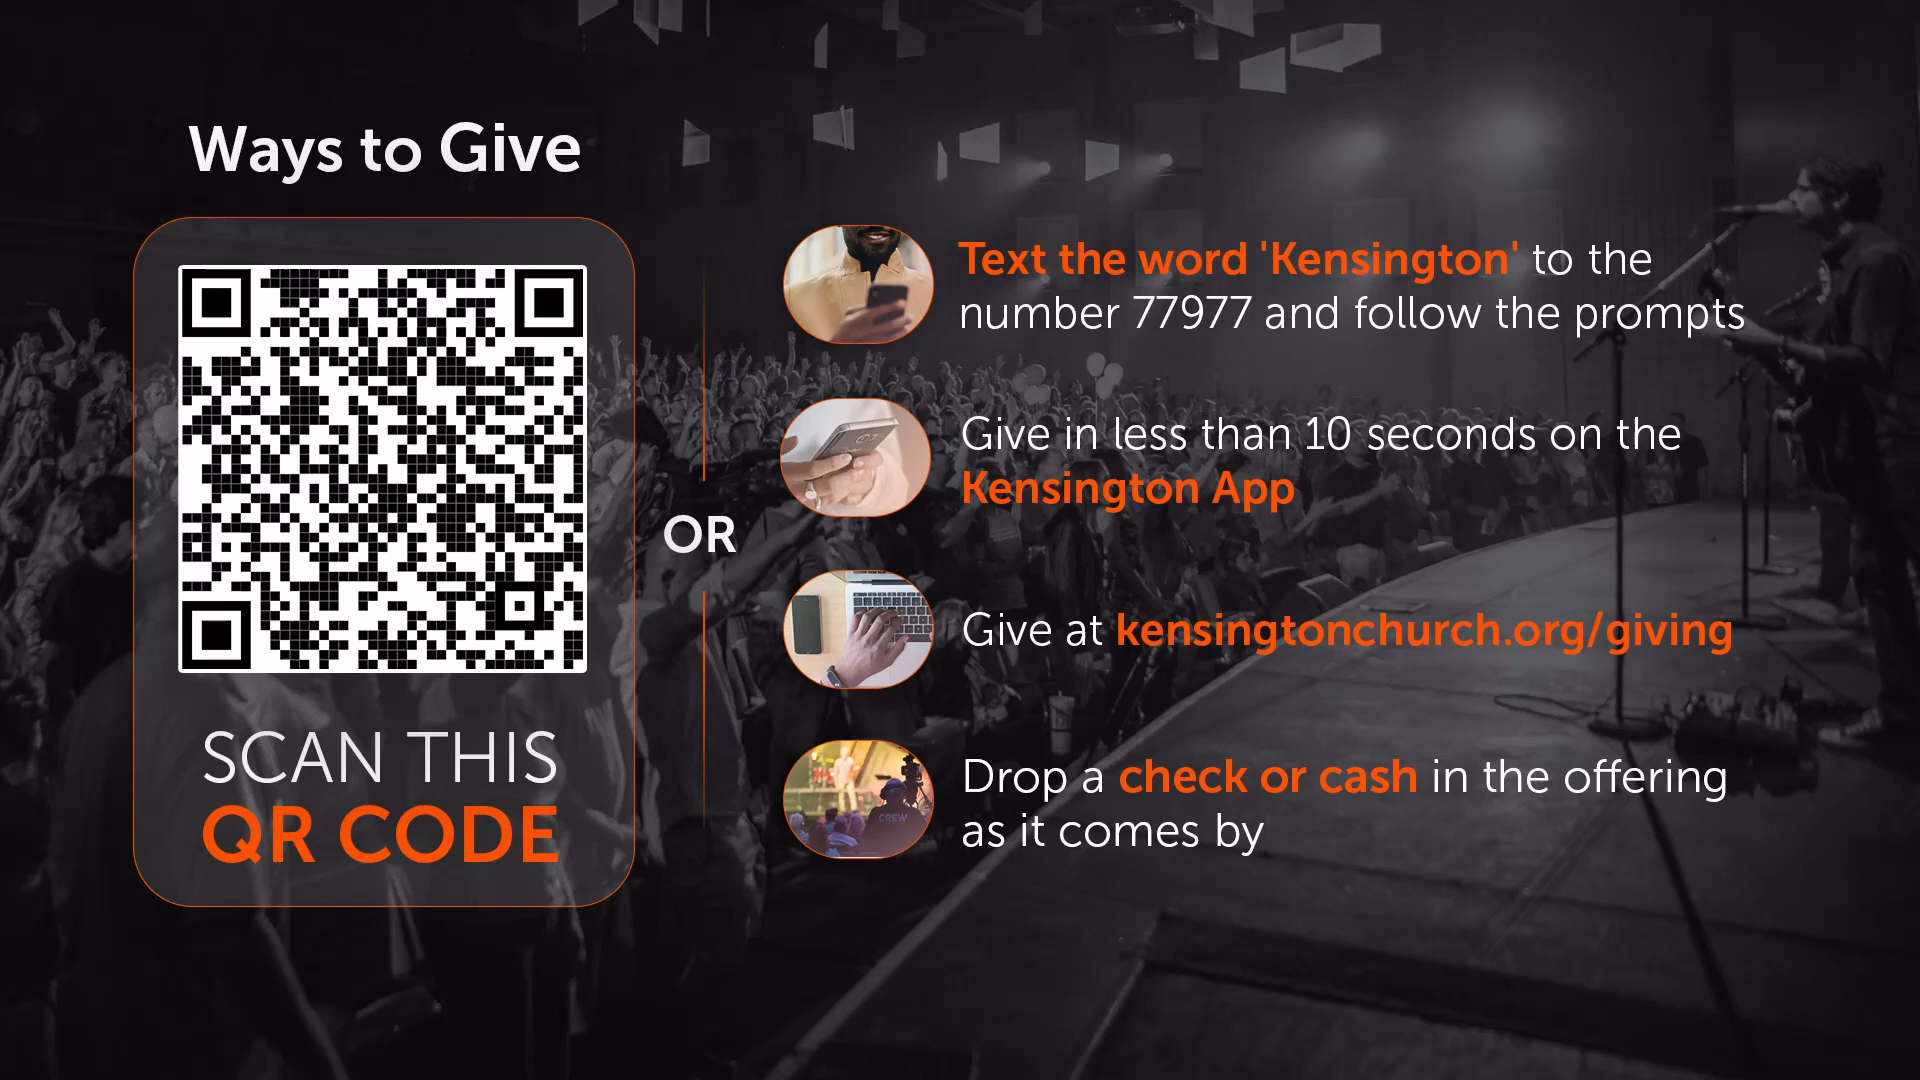 Ways to Give
SCAN THIS
QR CODE
OR
Text the word 'Kensington' to the
number 77977 and follow the prompts
Give in less than 10 seconds on the
Kensington App
Give at kensingtonchurch.org/giving
CREW
Drop a check or cash in the offering
as it comes by